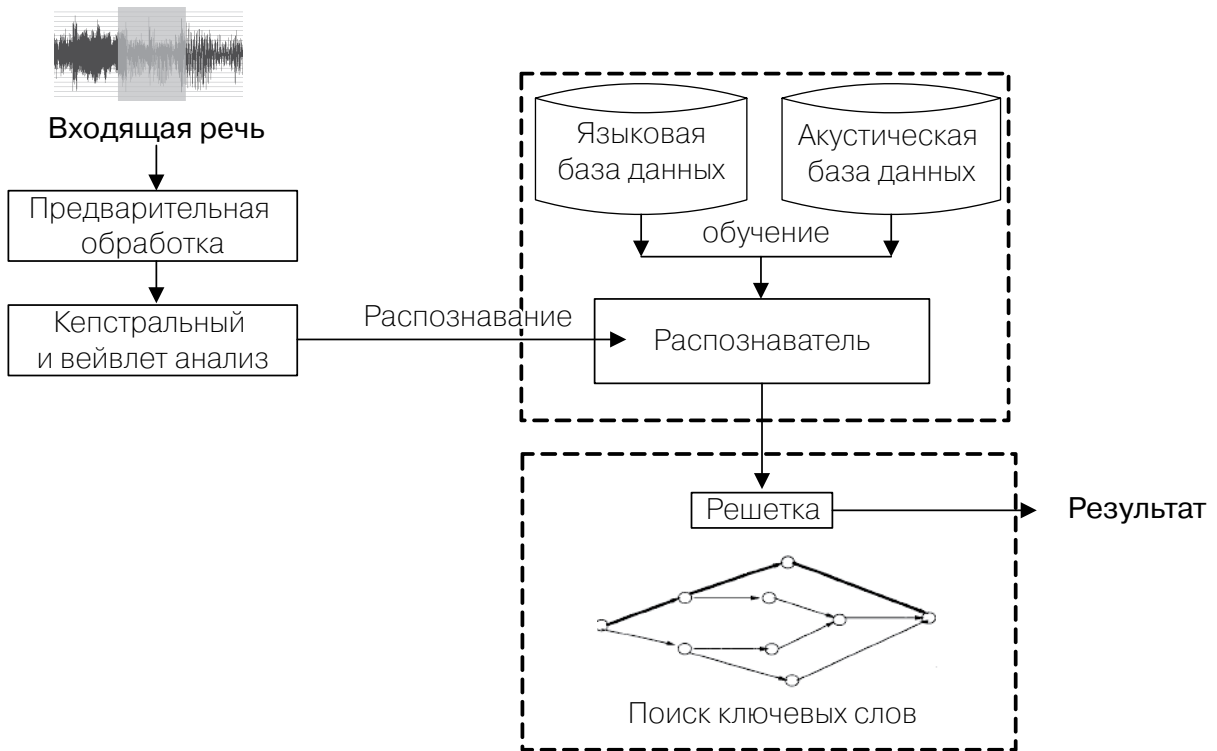 Входящая речь
Предварительная
обработка
Кепстральный
и вейвлет анализ
Распознавание
Языковая
база данных
Акустическая
база данных
обучение
Распознаватель
Решетка
Результат
Поиск ключевых слов